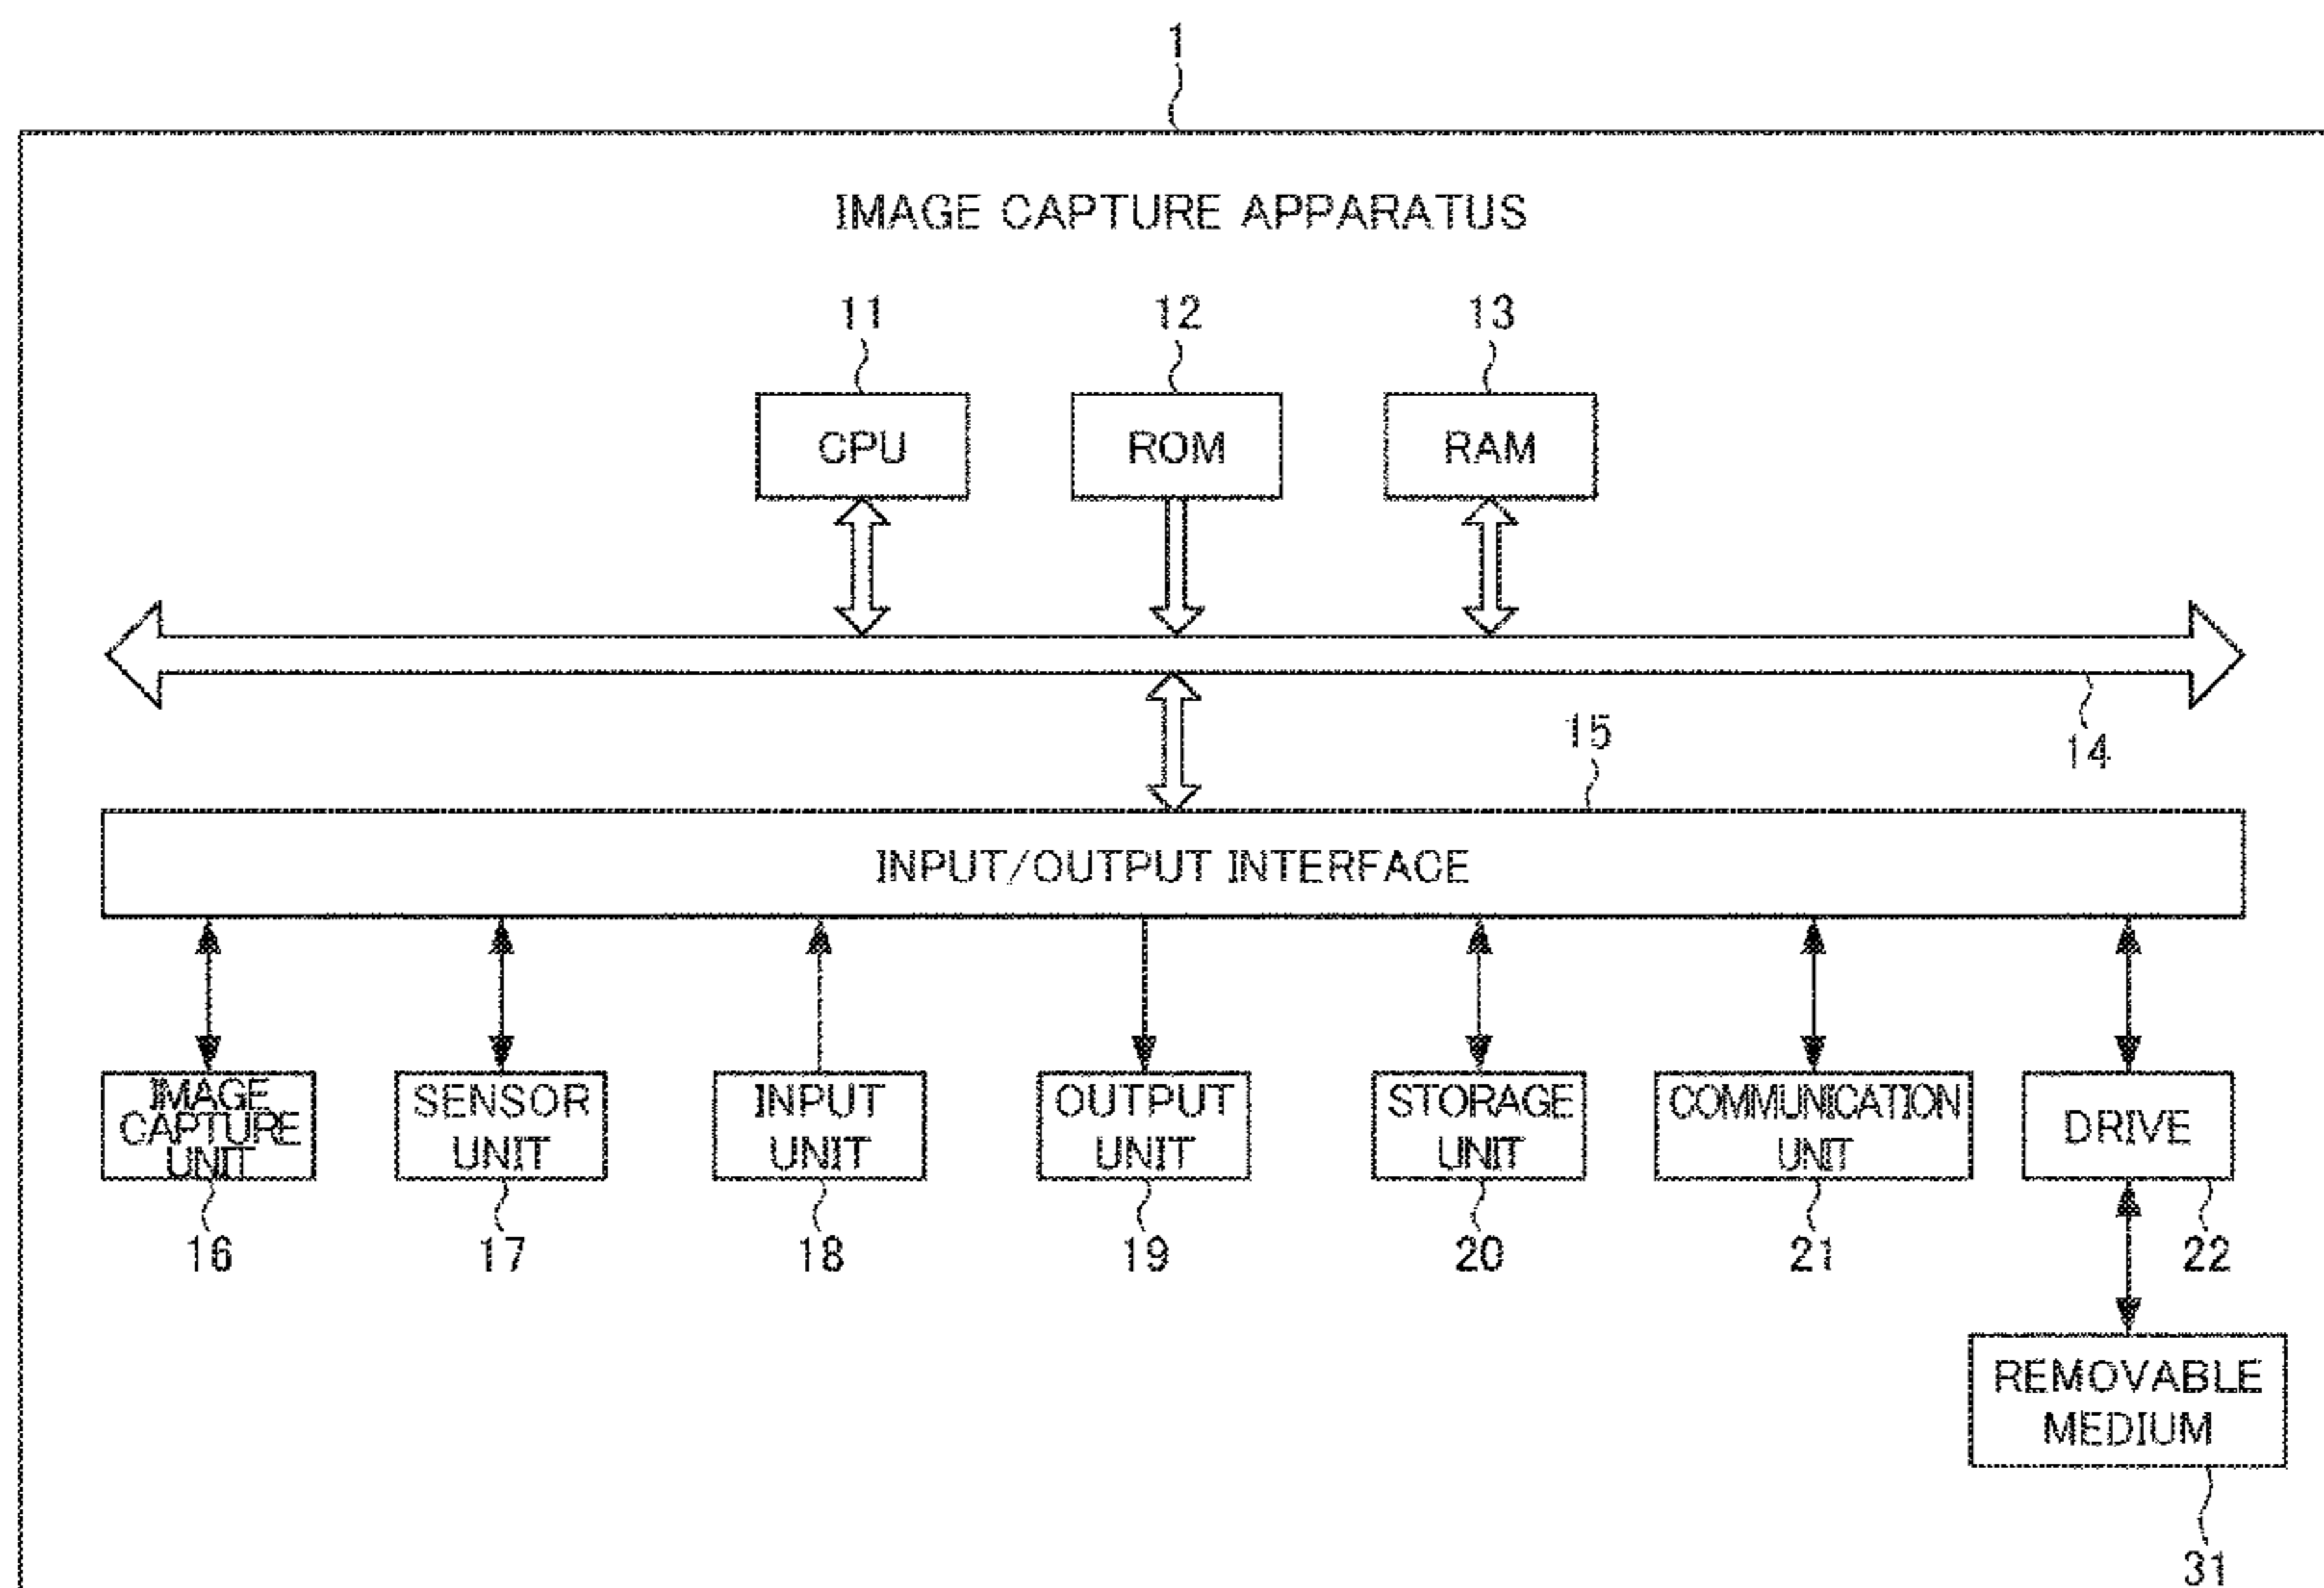 1
IMAGE CAPTURE APPARATUS
11
12
13
CPU
ROM
RAM
14
15
INPUT/OUTPUT INTERFACE
IMAGE
CAPTURE
UNIT
SENSOR
UNIT
INPUT
UNIT
OUTPUT
UNIT
STORAGE
UNIT
COMMUNICATION
UNIT
DRIVE
16
17
18
19
20
21
22
REMOVABLE
MEDIUM
31